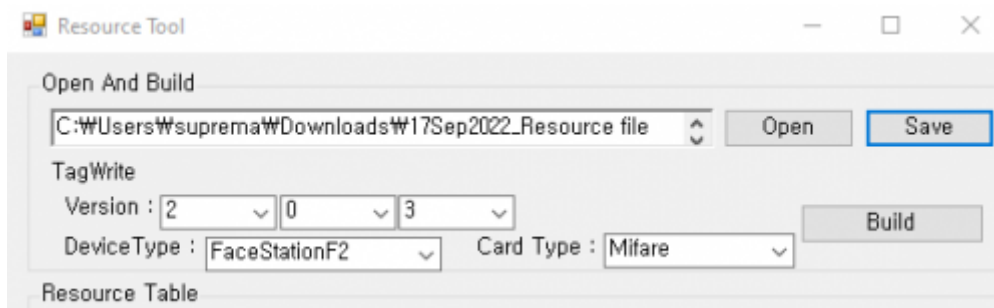 Resource Tool
Open And Build
C:₩Users₩suprema₩Downloads₩17Sep2022_Resource file Open Save
TagWrite
Version : 2 0 3
Build
DeviceType : FaceStationF2 Card Type : Mifare
Resource Table